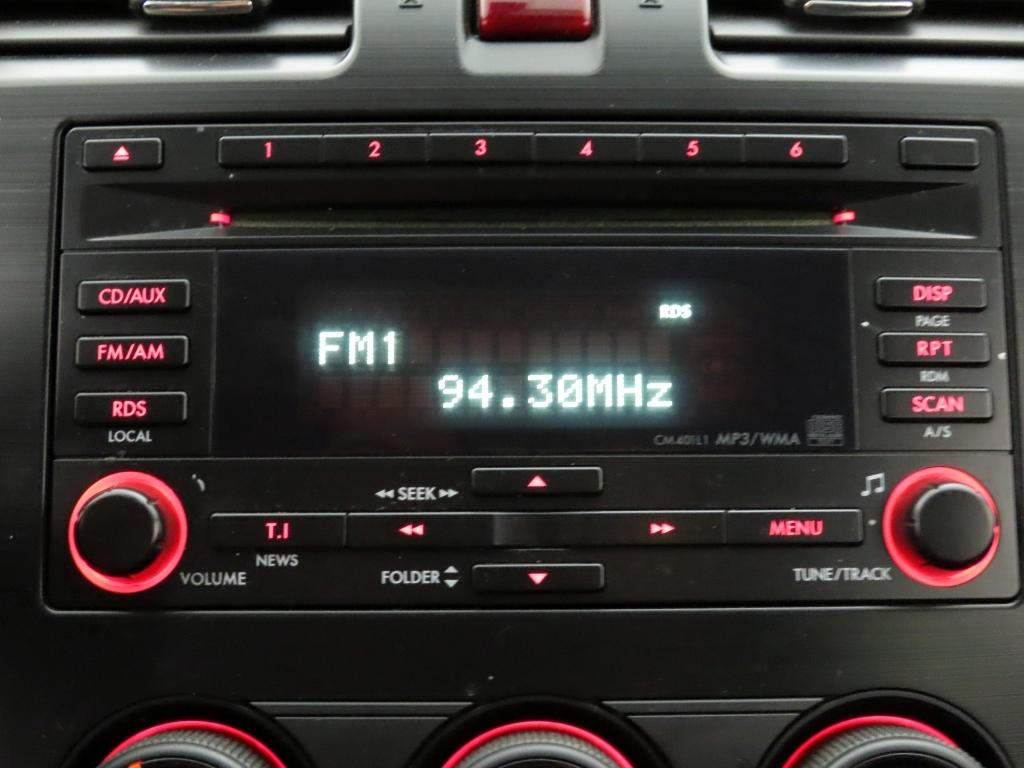 1 2 3 4 5 6
CD/AUX
FM/AM
RDS
LOCAL
RDS
FM1
94.30MHz
CM401L1 MP3/WMA
DISP
PAGE
RPT
RDM
SCAN
A/S
SEEK
T.I
NEWS
MENU
VOLUME
FOLDER
TUNE/TRACK